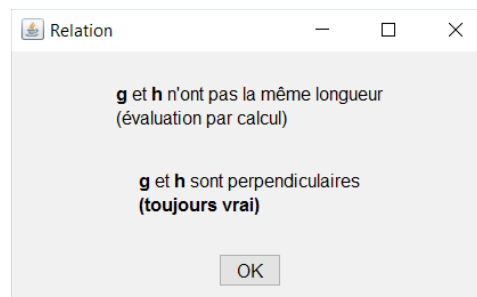 Relation
g et h n'ont pas la même longueur
(évaluation par calcul)
g et h sont perpendiculaires
(toujours vrai)
OK